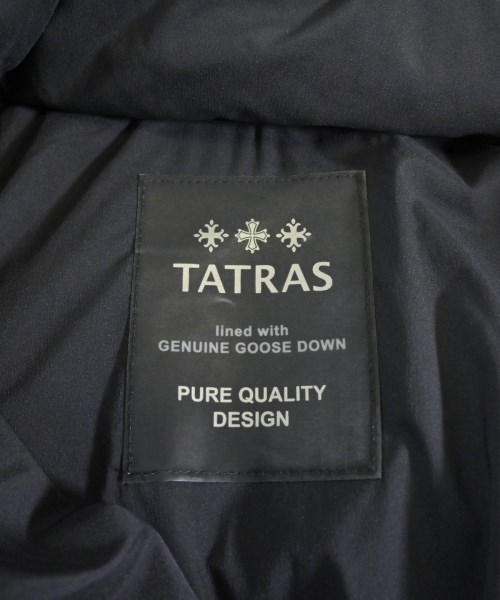 TATRAS
lined with
GENUINE GOOSE DOWN
PURE QUALITY
DESIGN